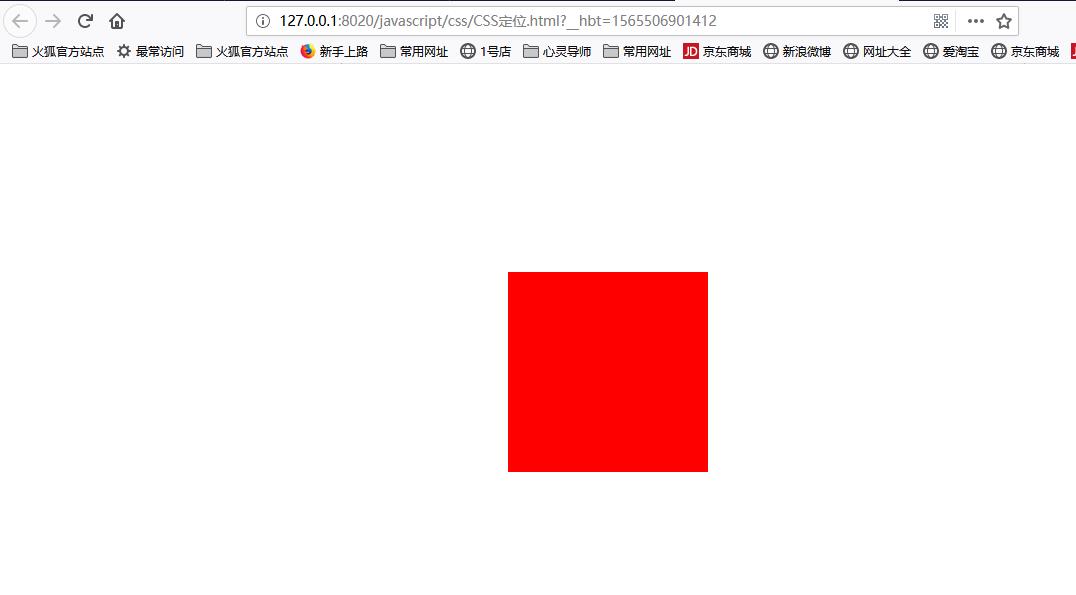 127.0.0.1:8020/javascript/css/CSS定位.html?__hbt=1565506901412
火狐官方站点 最常访问 火狐官方站点 新手上路 常用网址 1号店 心灵导师 常用网址 JD 京东商城 新浪微博 网址大全 爱淘宝 京东商城